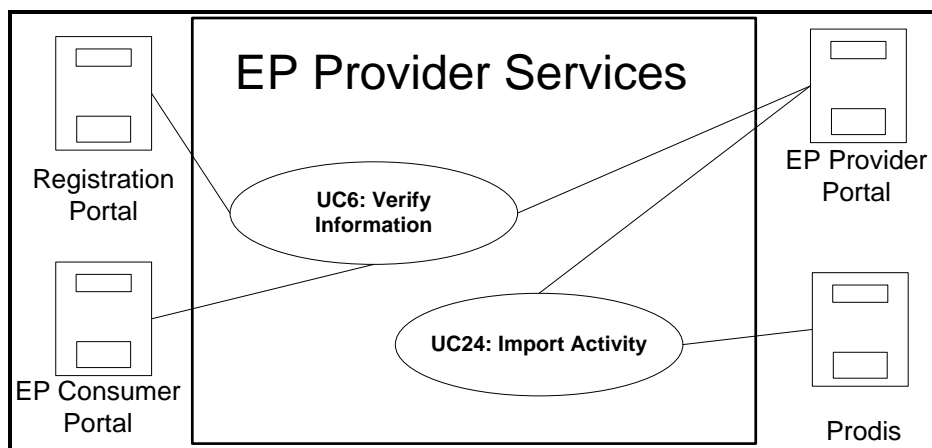 EP Provider Services
Registration
Portal
EP Provider
Portal
UC6: Verify
Information
UC24: Import Activity
EP Consumer
Portal
Prodis